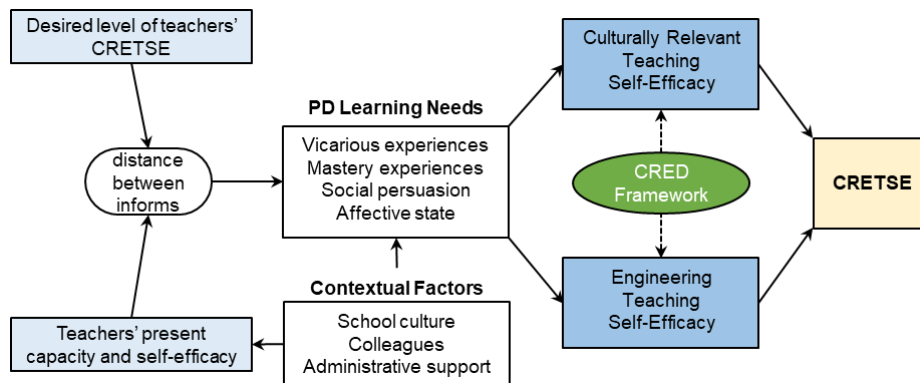 Desired level of teachers’
CRETSE
distance
between
informs
Teachers’ present
capacity and self-efficacy
PD Learning Needs
Vicarious experiences
Mastery experiences
Social persuasion
Affective state
Contextual Factors
School culture
Colleagues
Administrative support
Culturally Relevant
Teaching
Self-Efficacy
CRED
Framework
Engineering
Teaching
Self-Efficacy
CRETSE